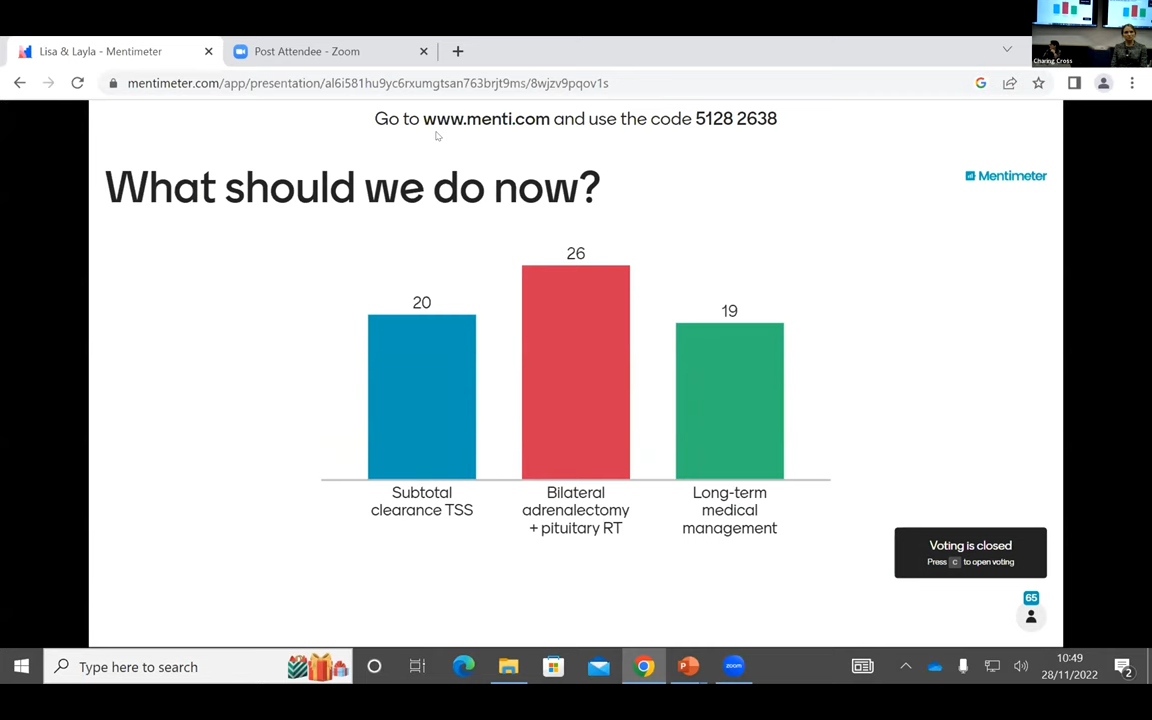 Lisa & Layla - Mentimeter
Post Attendee - Zoom
mentimeter.com/app/presentation/al6i581hu9yc6rxumgtsan763brjt9ms/8wjzv9pqov1s
Charing Cross
Go to www.menti.com and use the code 5128 2638
What should we do now?
Mentimeter
20
26
19
Subtotal
clearance TSS
Bilateral
adrenalectomy
+ pituitary RT
Long-term
medical
management
Voting is closed
Press C to open voting
65
Type here to search
10:49
28/11/2022
2